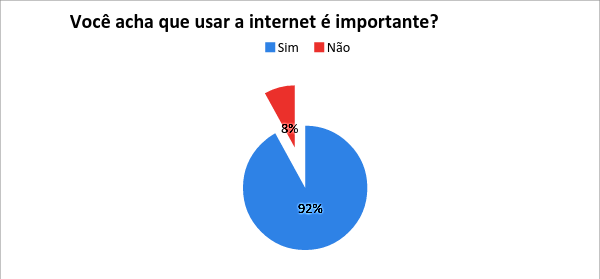 Você acha que usar a internet é importante?
Sim Não
8%
92%